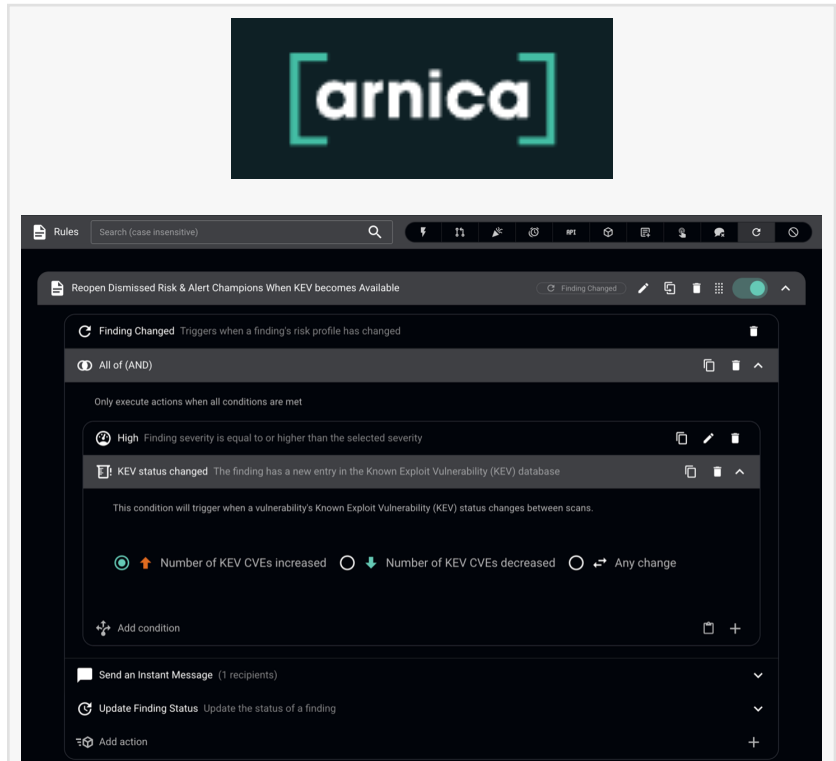 [arnica]
Rules
Search (case insensitive)
API
Reopen Dismissed Risk & Alert Champions When KEV becomes Available
Finding Changed
Finding Changed Triggers when a finding's risk profile has changed
All of (AND)
Only execute actions when all conditions are met
High Finding severity is equal to or higher than the selected severity
KEV status changed The finding has a new entry in the Known Exploit Vulnerability (KEV) database
This condition will trigger when a vulnerability's Known Exploit Vulnerability (KEV) status changes between scans.
Number of KEV CVEs increased Number of KEV CVEs decreased Any change
Add condition
Send an Instant Message (1 recipients)
Update Finding Status Update the status of a finding
Add action